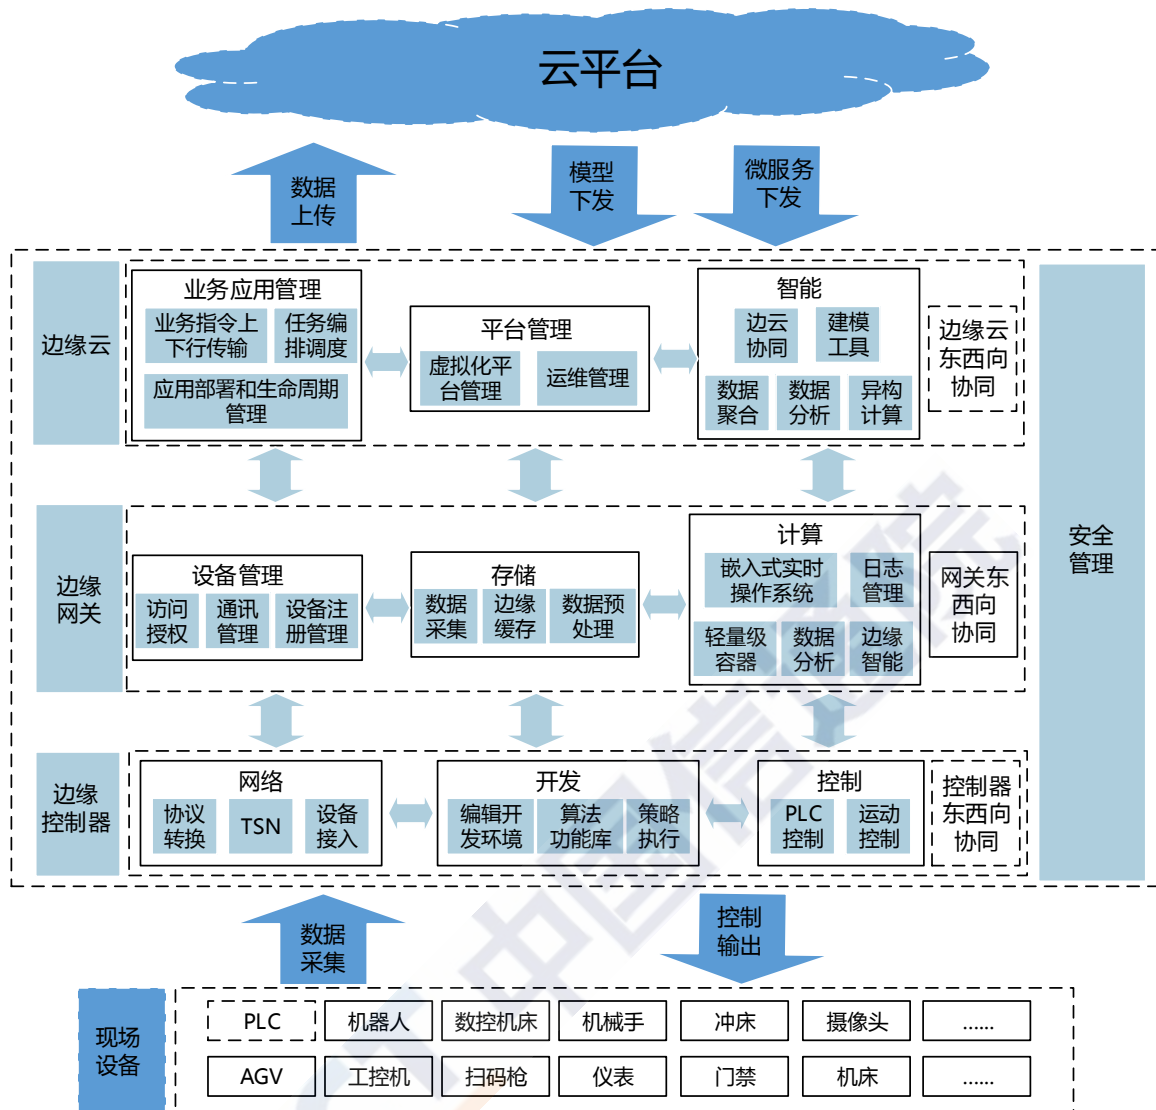 云平台
数据
上传
模型
下发
微服务
下发
边缘云
业务应用管理
业务指令上
下行传输
任务编
排调度
应用部署和生命周期
管理
平台管理
虚拟化平
台管理
运维管理
智能
边云
协同
建模
工具
数据
聚合
数据
分析
异构
计算
边缘云
东西向
协同
安全
管理
边缘
网关
设备管理
访问
授权
通讯
管理
设备注
册管理
存储
数据
采集
边缘
缓存
数据预
处理
计算
嵌入式实时
操作系统
日志
管理
轻量级
容器
数据
分析
边缘
智能
网关东
西向
协同
边缘
控制器
网络
协议
转换
TSN
设备
接入
开发
编辑开
发环境
算法
功能库
策略
执行
控制
PLC
控制
运动
控制
控制器
东西向
协同
数据
采集
控制
输出
现场
设备
PLC
机器人
数控机床
机械手
冲床
摄像头
......
AGV
工控机
扫码枪
仪表
门禁
机床
......
中国信通院